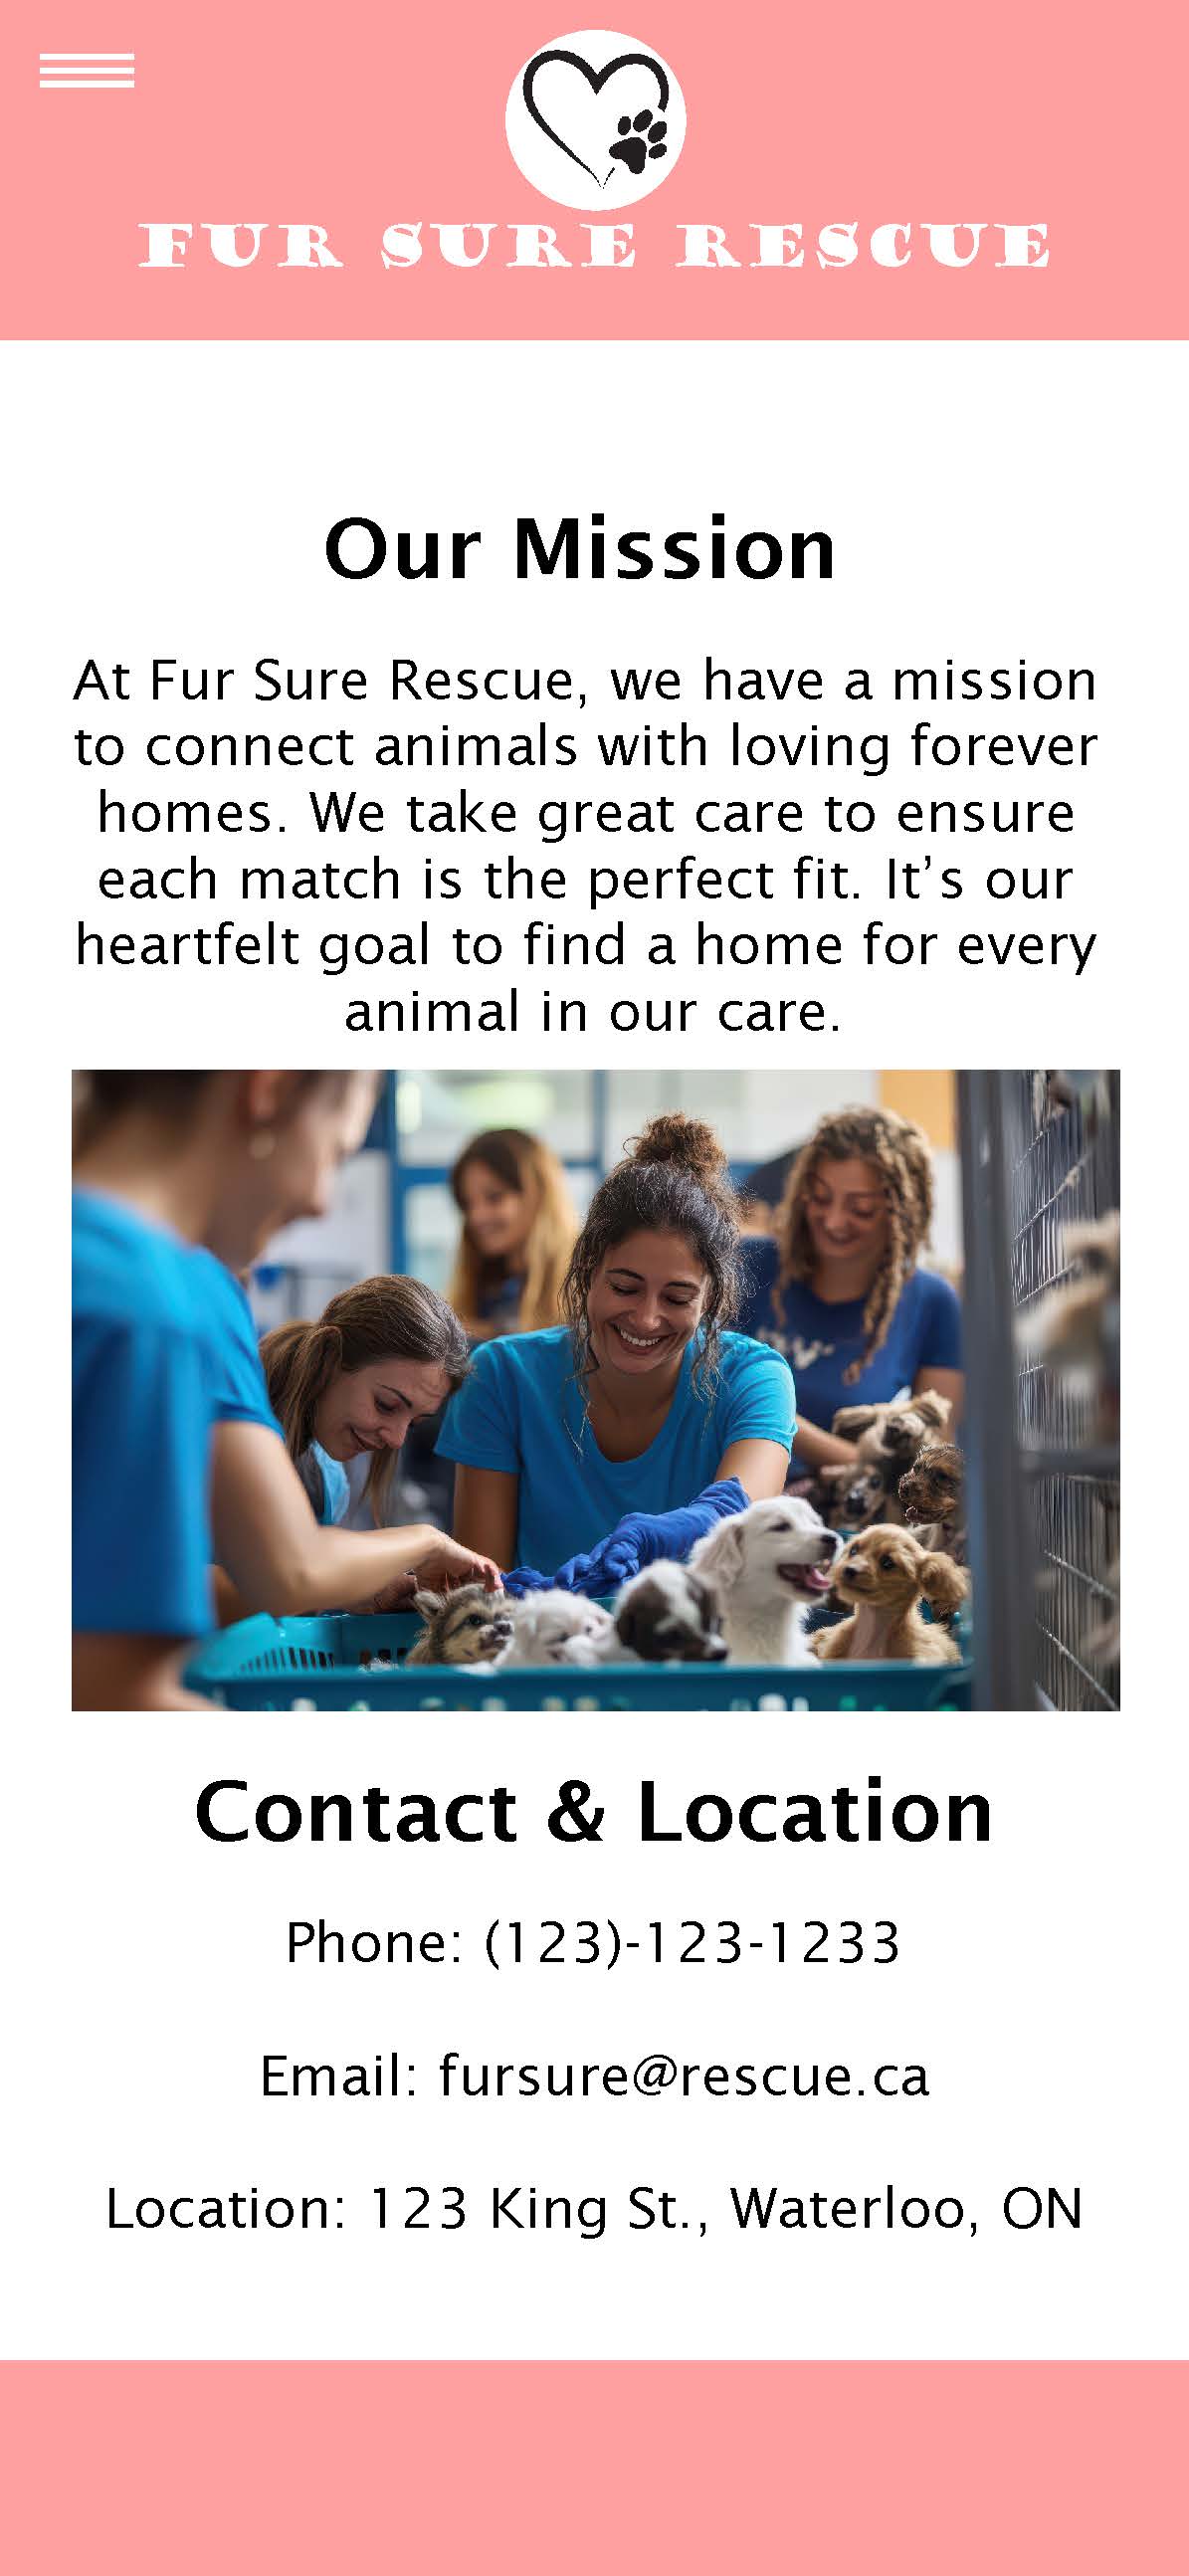 FUR SURE RESCUE
Our Mission
At Fur Sure Rescue, we have a mission
to connect animals with loving forever
homes. We take great care to ensure
each match is the perfect fit. It’s our
heartfelt goal to find a home for every
animal in our care.
Contact & Location
Phone: (123)-123-1233
Email: fursure@rescue.ca
Location: 123 King St., Waterloo, ON